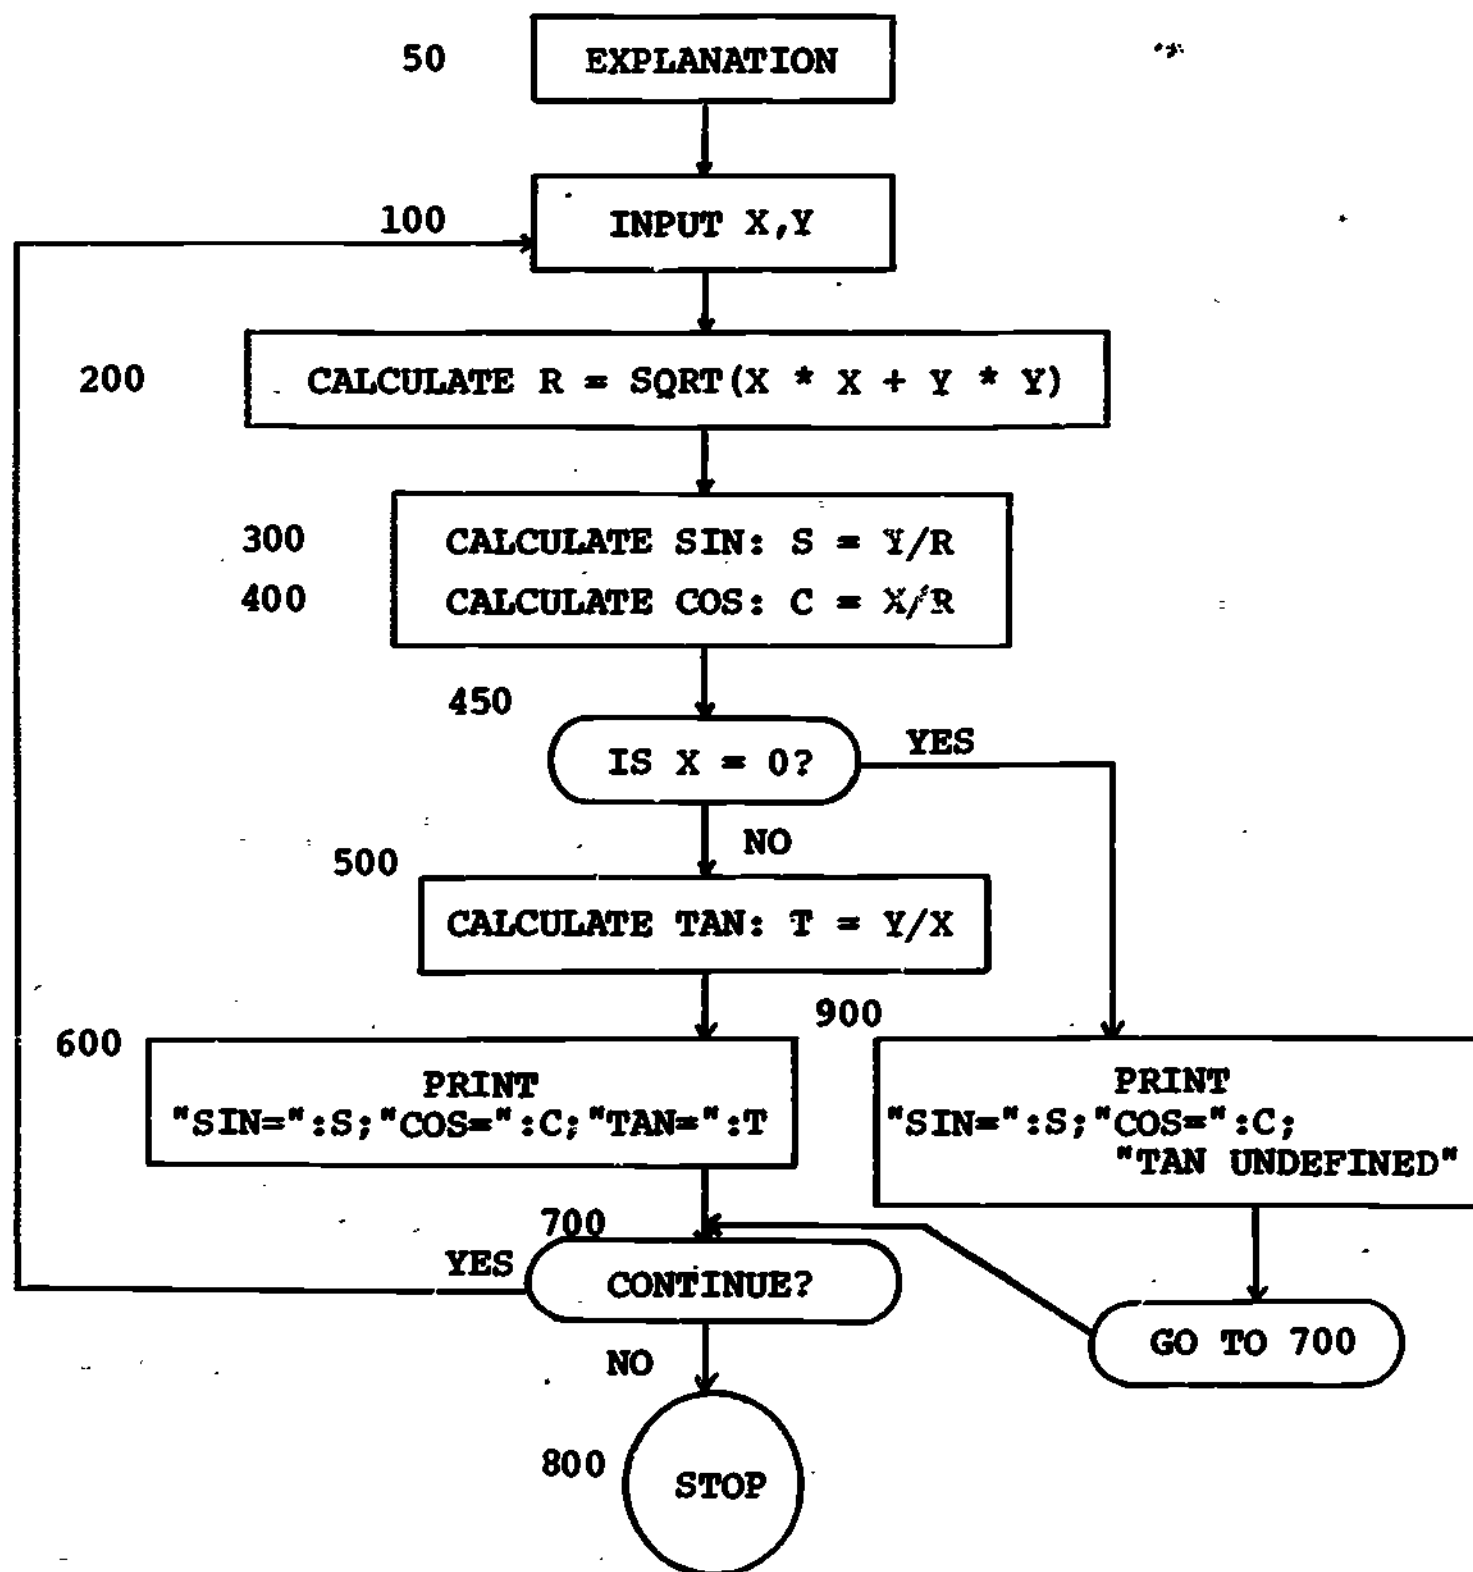 50 EXPLANATION
100 INPUT X,Y
200 CALCULATE R = SQRT(X * X + Y * Y)
300 CALCULATE SIN: S = Y/R
400 CALCULATE COS: C = X/R
450
IS X = 0? YES
NO
500
CALCULATE TAN: T = Y/X
600
PRINT
"SIN=":S;"COS=":C;"TAN=":T
900
PRINT
"SIN=":S;"COS=":C;
"TAN UNDEFINED"
700
YES CONTINUE?
GO TO 700
NO
800 STOP